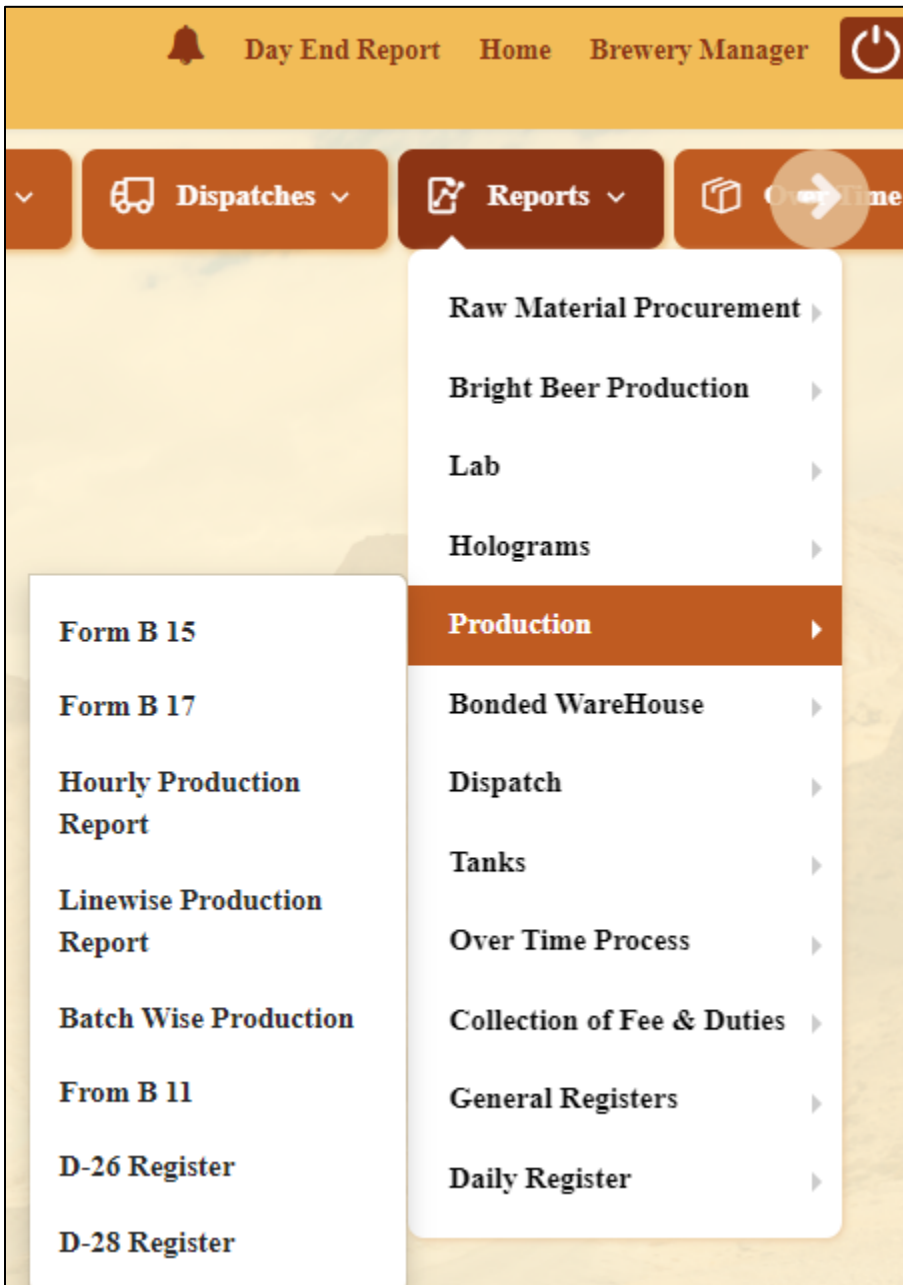 Day End Report Home Brewery Manager
Dispatches Reports Over Time
Raw Material Procurement
Bright Beer Production
Lab
Holograms
Production
Bonded WareHouse
Dispatch
Tanks
Over Time Process
Collection of Fee & Duties
General Registers
Daily Register
Form B 15
Form B 17
Hourly Production
Report
Linewise Production
Report
Batch Wise Production
From B 11
D-26 Register
D-28 Register